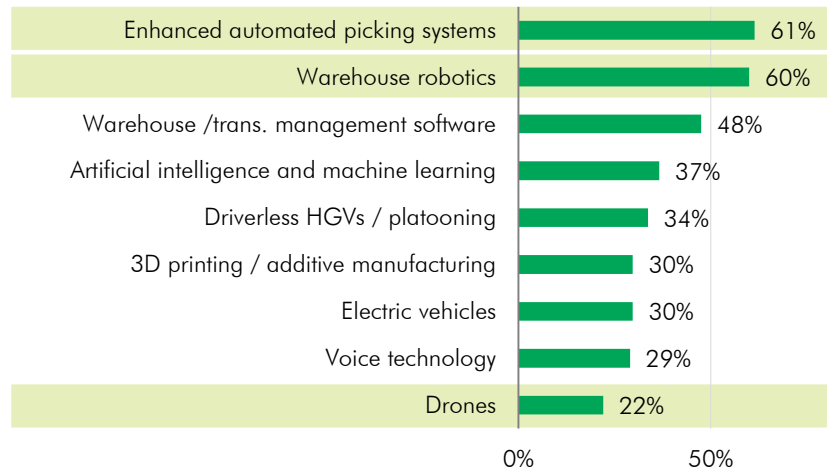 Enhanced automated picking systems 61%
Warehouse robotics 60%
Warehouse /trans. management software 48%
Artificial intelligence and machine learning 37%
Driverless HGVs / platooning 34%
3D printing / additive manufacturing 30%
Electric vehicles 30%
Voice technology 29%
Drones 22%
0% 50%